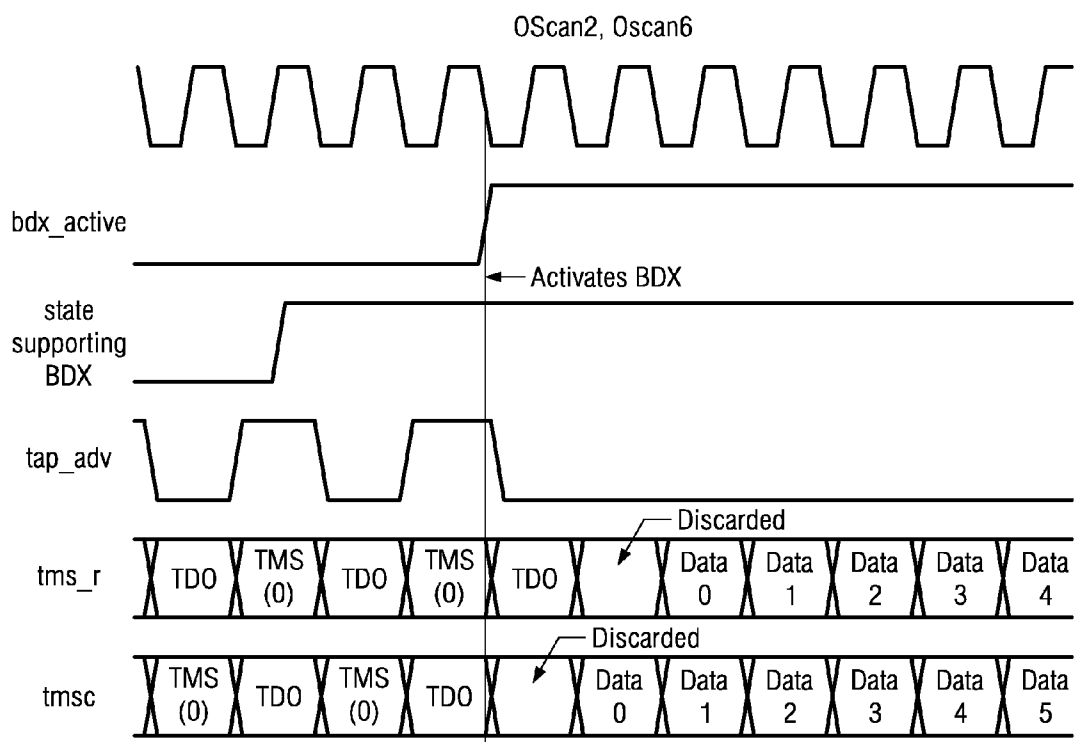 OScan2, Oscan6
bdx_active
Activates BDX
state
supporting
BDX
tap_adv
Discarded
tms_r TDO TMS (0) TDO TMS (0) TDO Data 0 Data 1 Data 2 Data 3 Data 4
Discarded
tmsc TMS (0) TDO TMS (0) TDO Data 0 Data 1 Data 2 Data 3 Data 4 Data 5